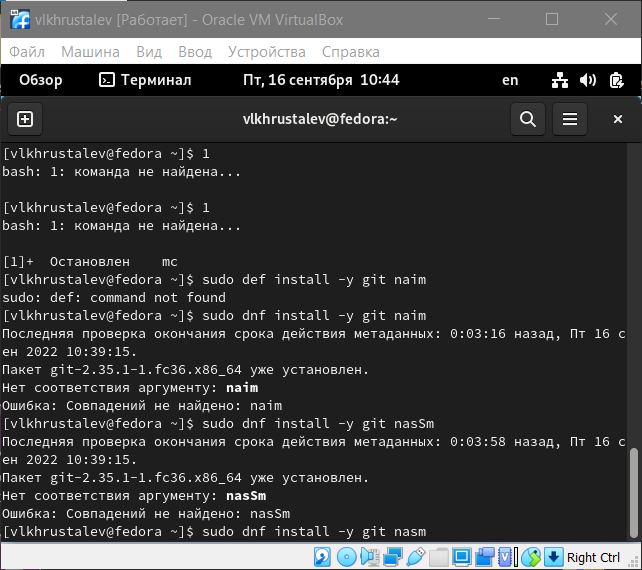 vlkhrustalev [Работает] - Oracle VM VirtualBox
Файл Машина Вид Ввод Устройства Справка
Обзор Терминал Пт, 16 сентября 10:44 en
vlkhrustalev@fedora:~
[vlkhrustalev@fedora ~]$ 1
bash: 1: команда не найдена...
[vlkhrustalev@fedora ~]$ 1
bash: 1: команда не найдена...
[1]+ Остановлен mc
[vlkhrustalev@fedora ~]$ sudo def install -y git naim
sudo: def: command not found
[vlkhrustalev@fedora ~]$ sudo dnf install -y git naim
Последняя проверка окончания срока действия метаданных: 0:03:16 назад, Пт 16 с
ен 2022 10:39:15.
Пакет git-2.35.1-1.fc36.x86_64 уже установлен.
Нет соответствия аргументу: naim
Ошибка: Совпадений не найдено: naim
[vlkhrustalev@fedora ~]$ sudo dnf install -y git nasSm
Последняя проверка окончания срока действия метаданных: 0:03:58 назад, Пт 16 с
ен 2022 10:39:15.
Пакет git-2.35.1-1.fc36.x86_64 уже установлен.
Нет соответствия аргументу: nasSm
Ошибка: Совпадений не найдено: nasSm
[vlkhrustalev@fedora ~]$ sudo dnf install -y git nasm
Right Ctrl